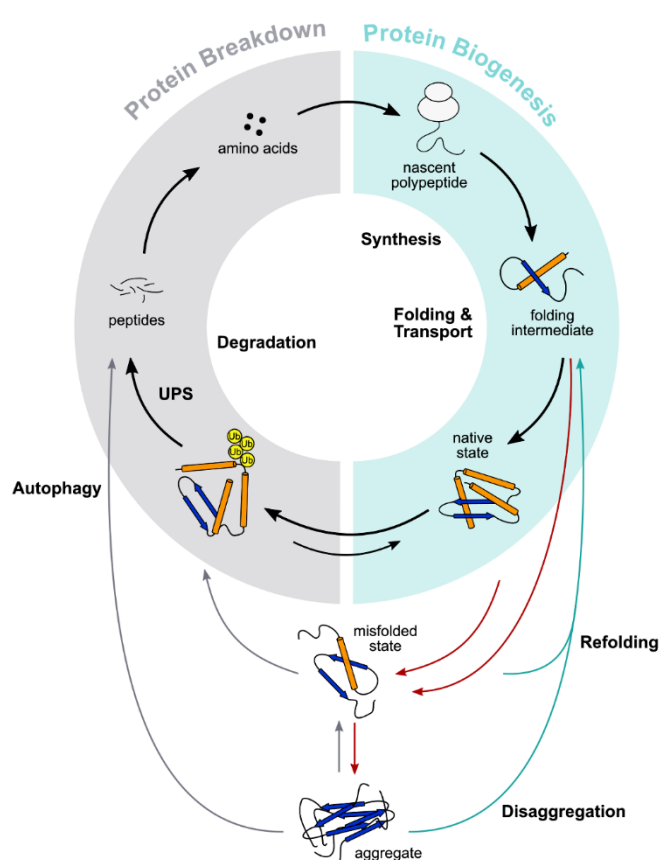 Protein Breakdown
Protein Biogenesis
amino acids
nascent
polypeptide
Synthesis
folding
intermediate
Folding &
Transport
peptides
Degradation
UPS
Ub
Ub
Ub
Ub
native
state
Autophagy
misfolded
state
Refolding
Disaggregation
aggregate